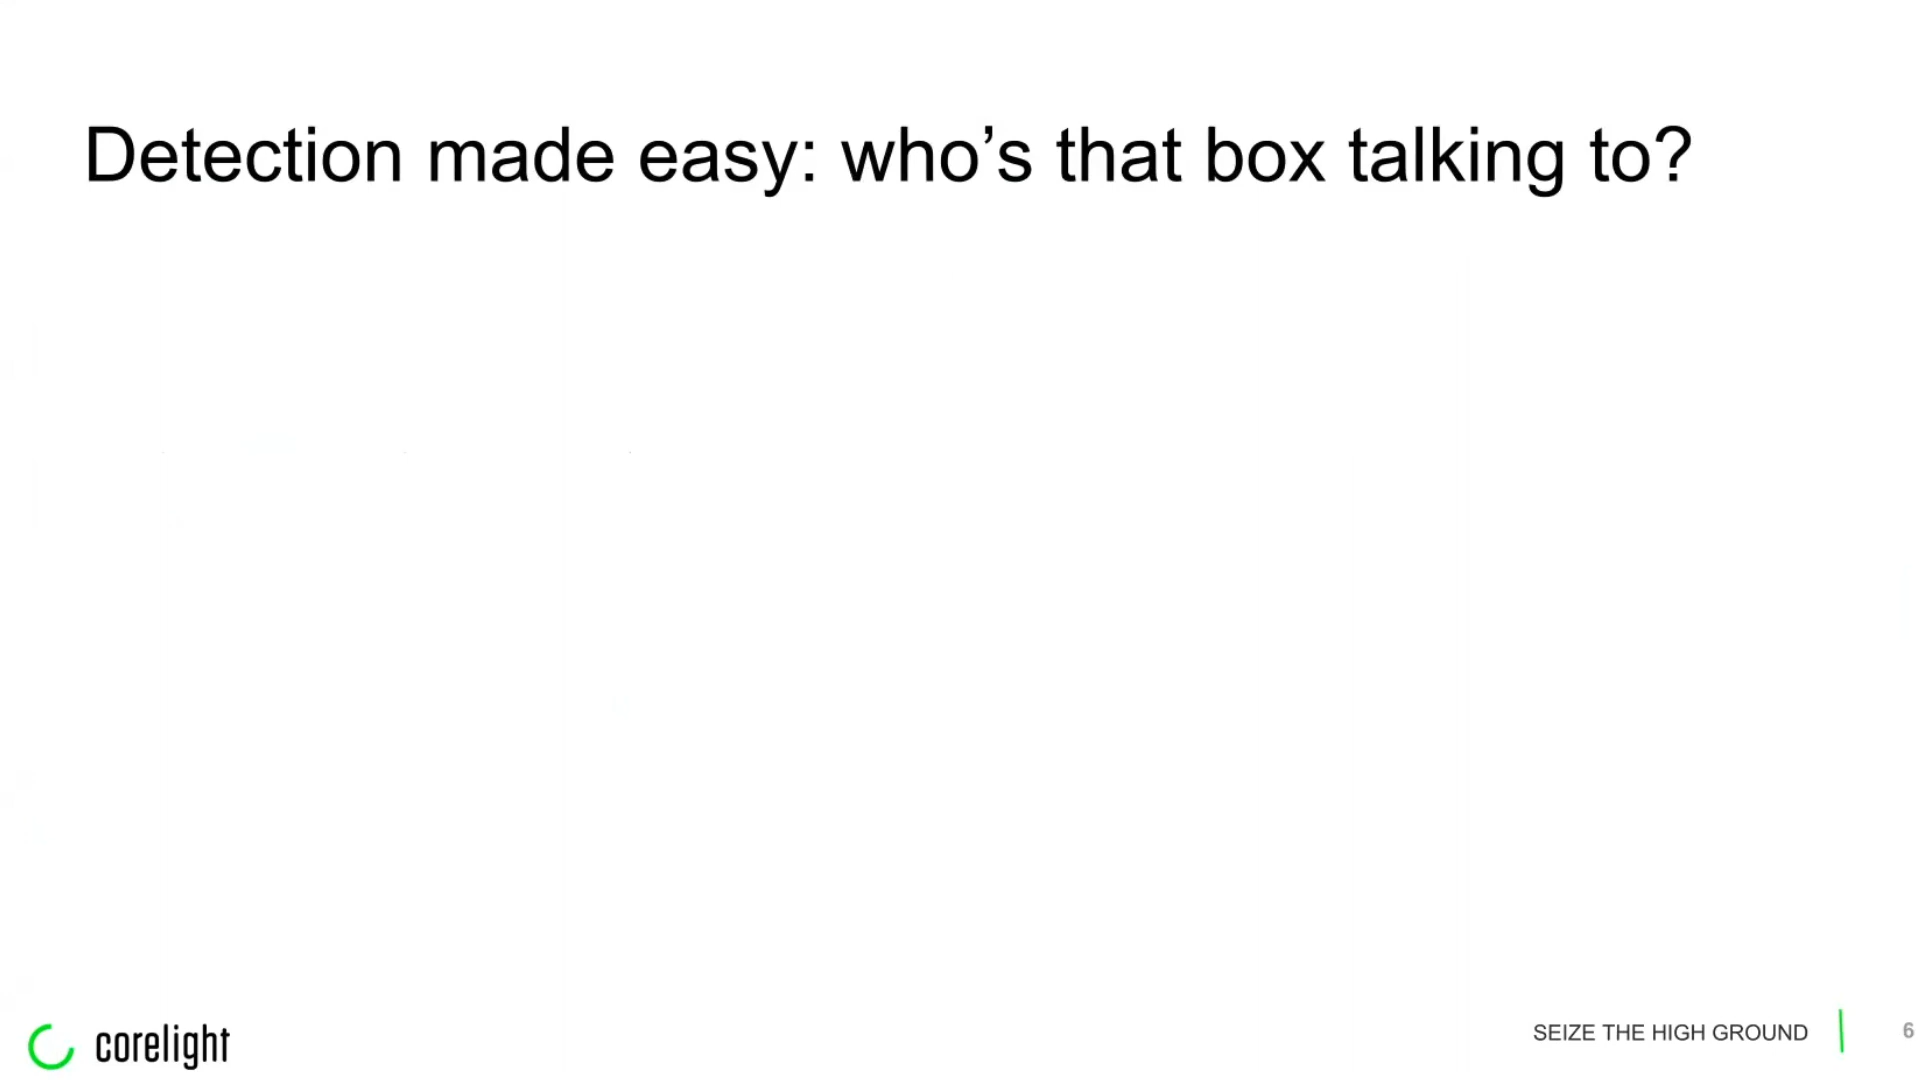 Detection made easy: who’s that box talking to?
corelight
SEIZE THE HIGH GROUND
6